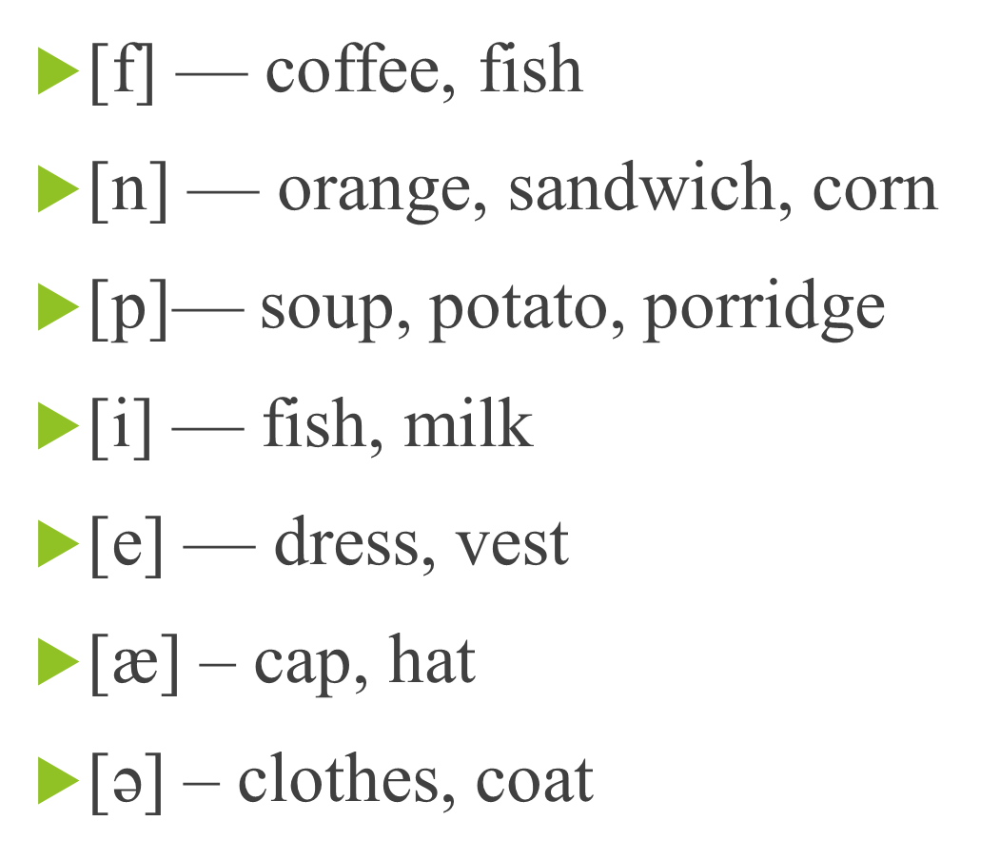 [f] — coffee, fish
[n] — orange, sandwich, corn
[p]— soup, potato, porridge
[i] — fish, milk
[e] — dress, vest
[æ] – cap, hat
[ə] – clothes, coat